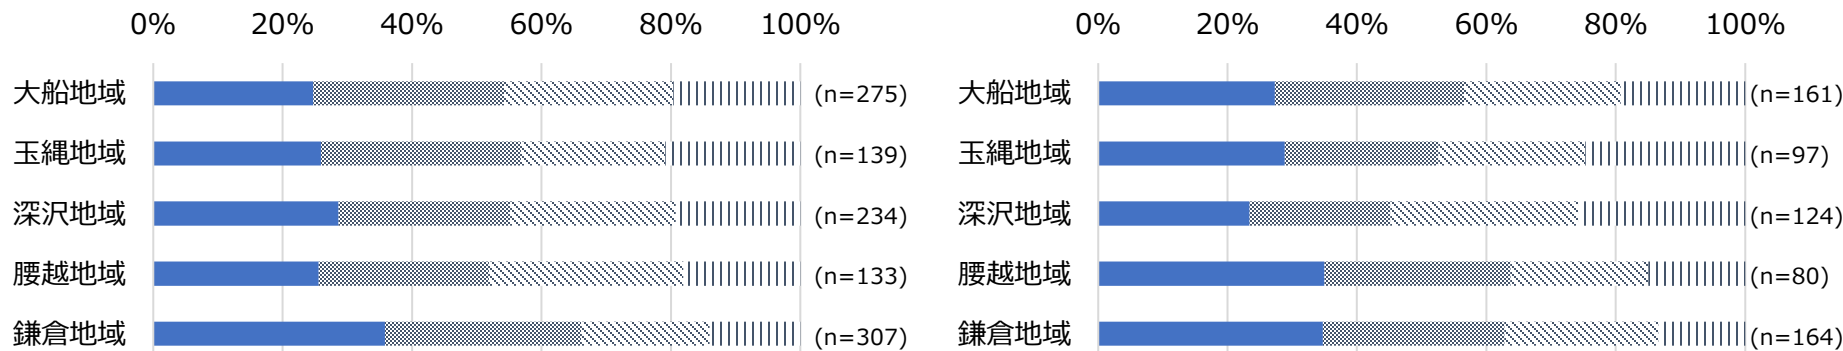 0% 20% 40% 60% 80% 100%
大船地域 (n=275)
玉縄地域 (n=139)
深沢地域 (n=234)
腰越地域 (n=133)
鎌倉地域 (n=307)
0% 20% 40% 60% 80% 100%
大船地域 (n=161)
玉縄地域 (n=97)
深沢地域 (n=124)
腰越地域 (n=80)
鎌倉地域 (n=164)